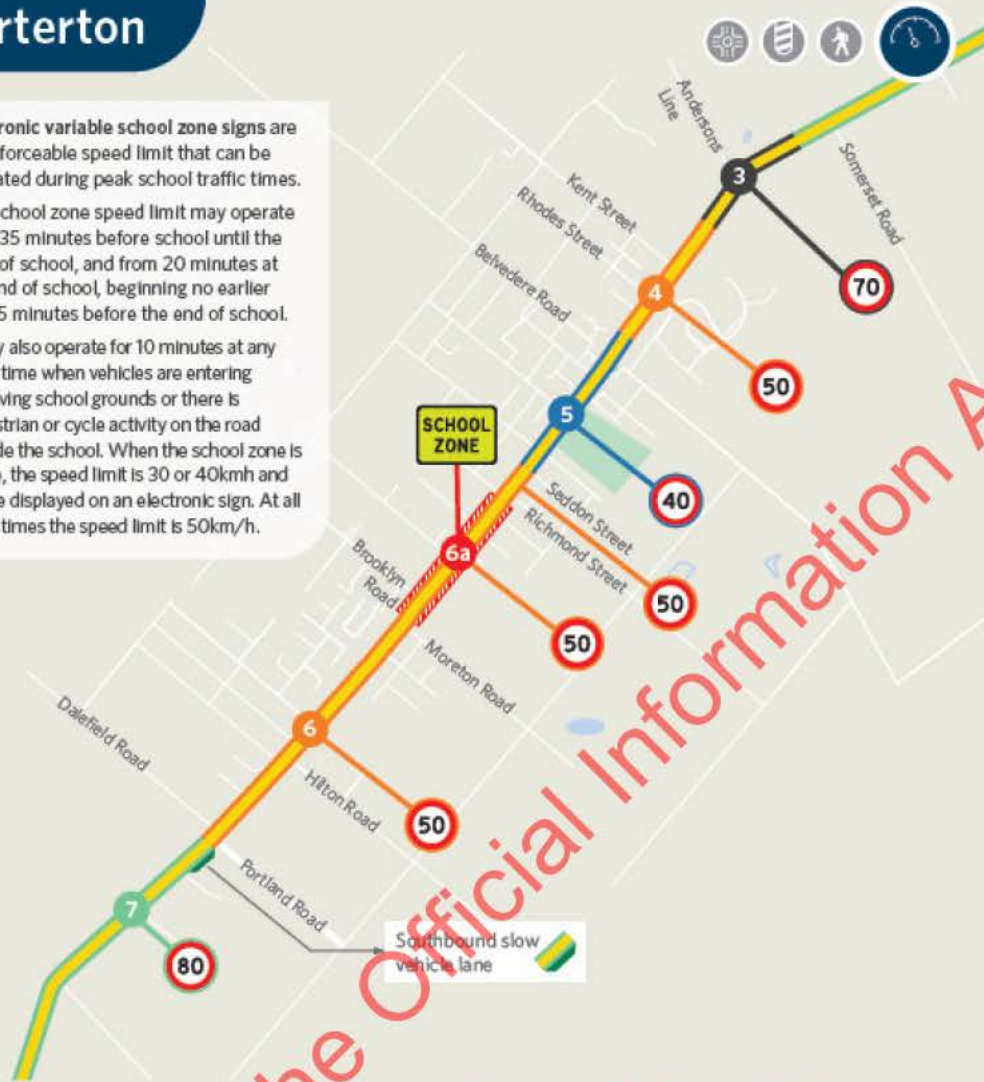 rterton
ronic variable school zone signs are
forceable speed limit that can be
ated during peak school traffic times.
chool zone speed limit may operate
35 minutes before school until the
of school, and from 20 minutes at
nd of school, beginning no earlier
5 minutes before the end of school.
y also operate for 10 minutes at any
time when vehicles are entering
ving school grounds or there is
strian or cycle activity on the road
de the school. When the school zone is
, the speed limit is 30 or 40kmh and
e displayed on an electronic sign. At all
times the speed limit is 50km/h.
Andersons
Line
3
Somerset Road
Kent Street
Rhodes Street
70
4
Belvedere Road
50
5
SCHOOL
ZONE
40
Seddon Street
Richmond Street
6a
Brooklyn
Road
50
50
Moreton Road
Dalefield Road
6
Hilton Road
50
Portland Road
7
80
Southbound slow
vehicle lane
he Official Information A